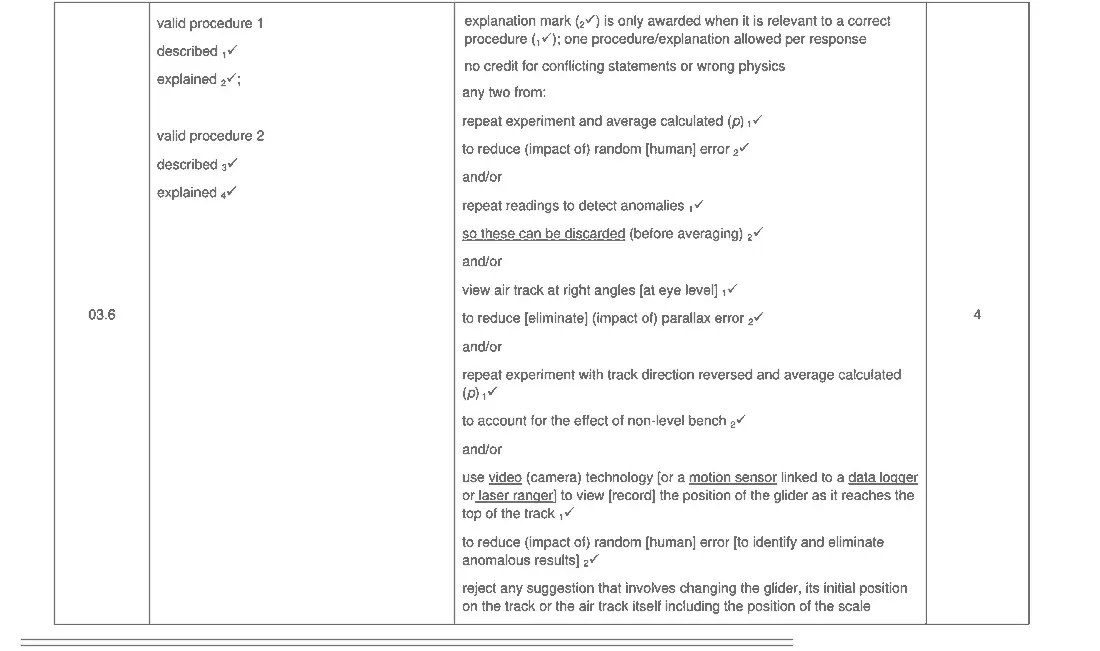 03.6
valid procedure 1
described ₁✓
explained ₂✓;
valid procedure 2
described ₃✓
explained ₄✓
explanation mark (₂✓) is only awarded when it is relevant to a correct
procedure (₁✓); one procedure/explanation allowed per response
no credit for conflicting statements or wrong physics
any two from:
repeat experiment and average calculated (p) ₁✓
to reduce (impact of) random [human] error ₂✓
and/or
repeat readings to detect anomalies ₁✓
so these can be discarded (before averaging) ₂✓
and/or
view air track at right angles [at eye level] ₁✓
to reduce [eliminate] (impact of) parallax error ₂✓
and/or
repeat experiment with track direction reversed and average calculated
(p) ₁✓
to account for the effect of non-level bench ₂✓
and/or
use video (camera) technology [or a motion sensor linked to a data logger
or laser ranger] to view [record] the position of the glider as it reaches the
top of the track ₁✓
to reduce (impact of) random [human] error [to identify and eliminate
anomalous results] ₂✓
reject any suggestion that involves changing the glider, its initial position
on the track or the air track itself including the position of the scale
4